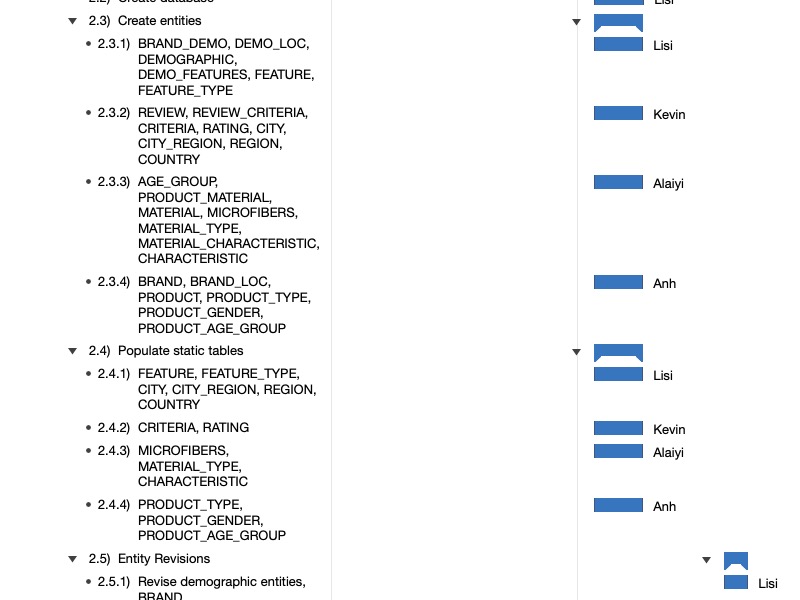 2.2) Create database
Lisi
2.3) Create entities
2.3.1) BRAND_DEMO, DEMO_LOC,
DEMOGRAPHIC,
DEMO_FEATURES, FEATURE,
FEATURE_TYPE
Lisi
2.3.2) REVIEW, REVIEW_CRITERIA,
CRITERIA, RATING, CITY,
CITY_REGION, REGION,
COUNTRY
Kevin
2.3.3) AGE_GROUP,
PRODUCT_MATERIAL,
MATERIAL, MICROFIBERS,
MATERIAL_TYPE,
MATERIAL_CHARACTERISTIC,
CHARACTERISTIC
Alaiyi
2.3.4) BRAND, BRAND_LOC,
PRODUCT, PRODUCT_TYPE,
PRODUCT_GENDER,
PRODUCT_AGE_GROUP
Anh
2.4) Populate static tables
2.4.1) FEATURE, FEATURE_TYPE,
CITY, CITY_REGION, REGION,
COUNTRY
Lisi
2.4.2) CRITERIA, RATING
Kevin
2.4.3) MICROFIBERS,
MATERIAL_TYPE,
CHARACTERISTIC
Alaiyi
2.4.4) PRODUCT_TYPE,
PRODUCT_GENDER,
PRODUCT_AGE_GROUP
Anh
2.5) Entity Revisions
2.5.1) Revise demographic entities,
BRAND
Lisi